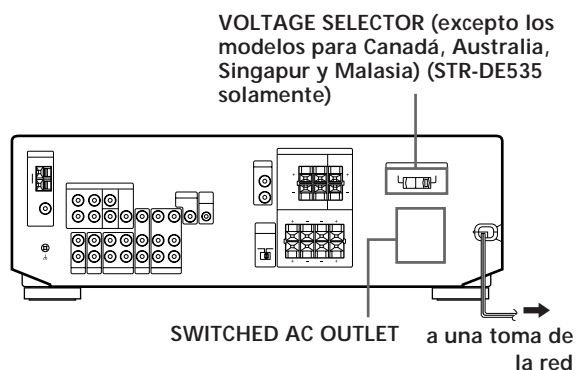 VOLTAGE SELECTOR (excepto los
modelos para Canadá, Australia,
Singapur y Malasia) (STR-DE535
solamente)
SWITCHED AC OUTLET
a una toma de
la red